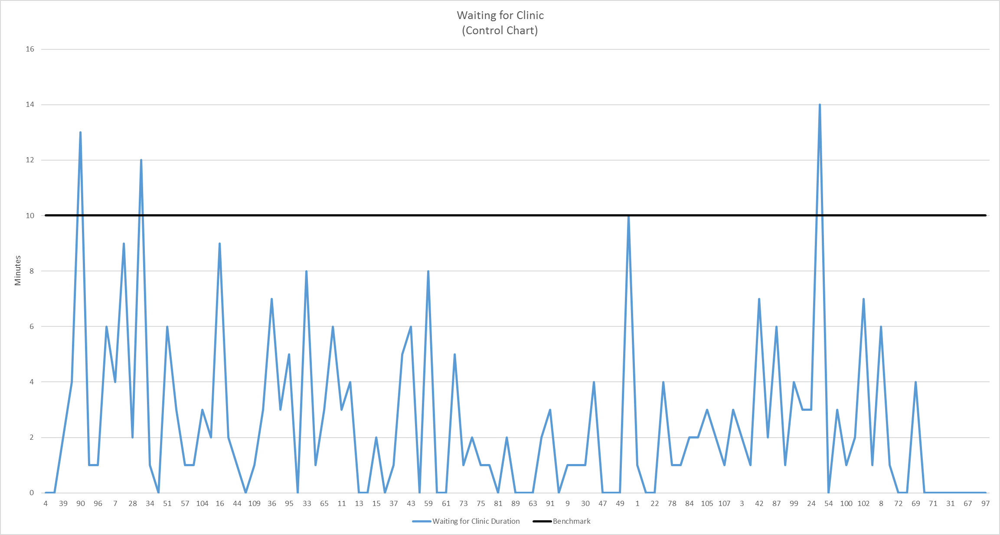 Waiting for Clinic
(Control Chart)
16
14
12
10
8
6
4
2
0
Minutes
4 39 90 96 7 28 34 51 57 104 16 44 109 36 95 33 65 11 13 15 37 43 59 61 73 75 81 89 63 91 9 30 47 49 1 22 78 84 105 107 3 42 87 99 24 54 100 102 8 72 69 71 31 67 97
Waiting for Clinic Duration Benchmark